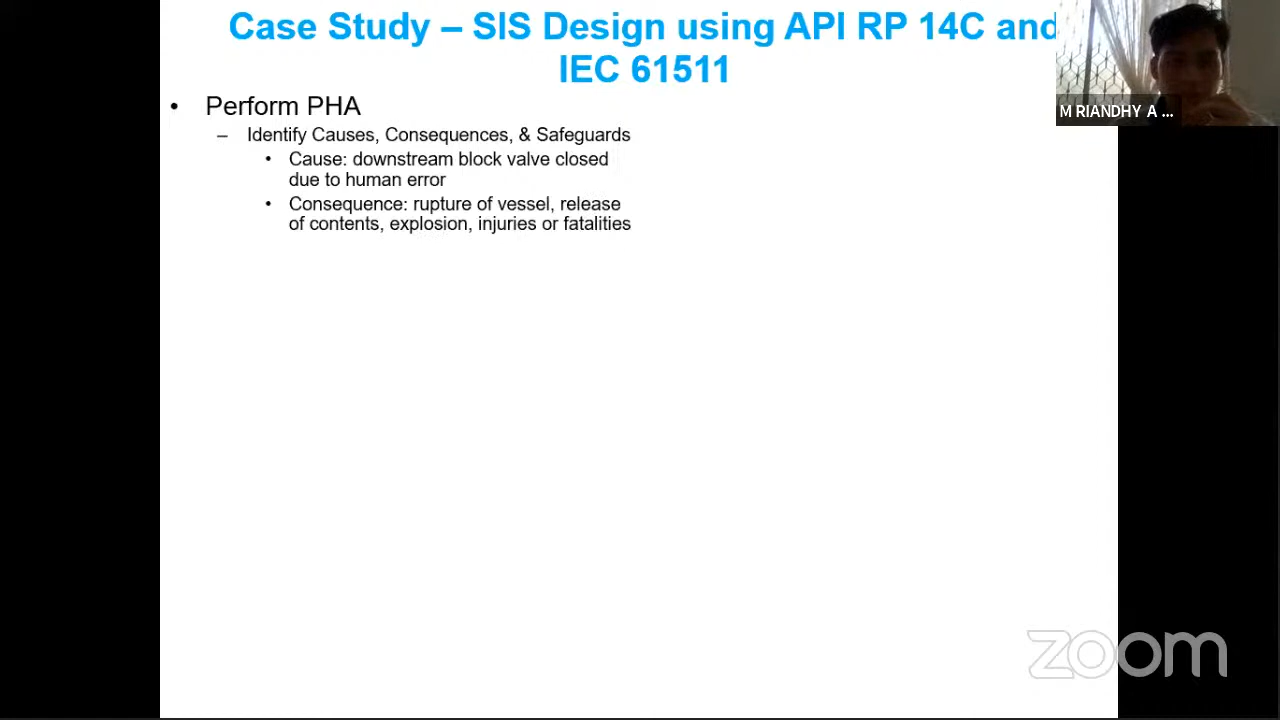 Case Study – SIS Design using API RP 14C and
IEC 61511
• Perform PHA
– Identify Causes, Consequences, & Safeguards
• Cause: downstream block valve closed
due to human error
• Consequence: rupture of vessel, release
of contents, explosion, injuries or fatalities
M RIANDHY A ...
zoom